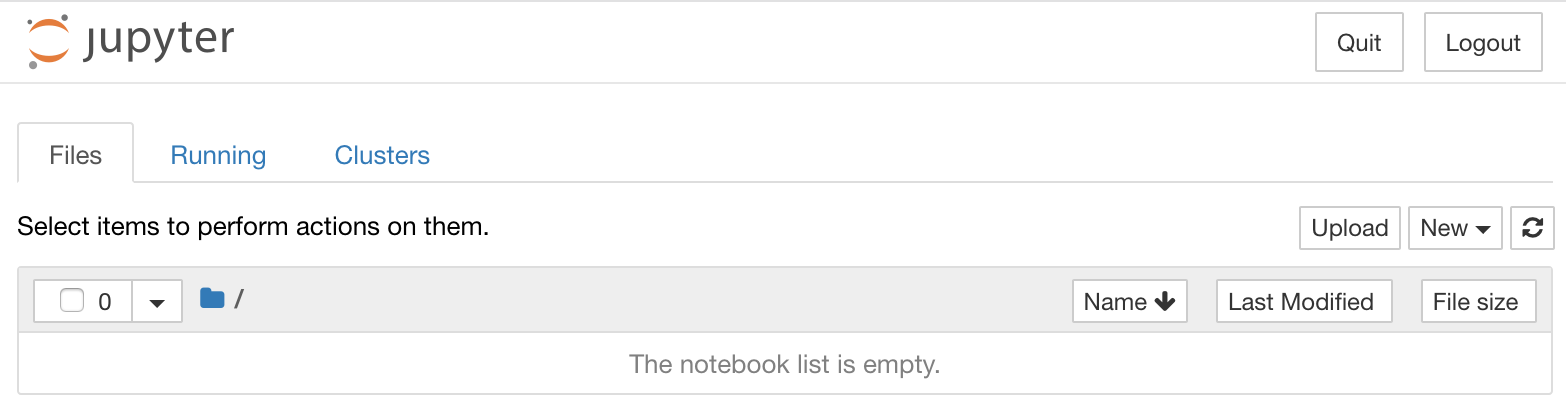 jupyter Quit Logout
Files Running Clusters
Select items to perform actions on them. Upload New
0 / Name Last Modified File size
The notebook list is empty.